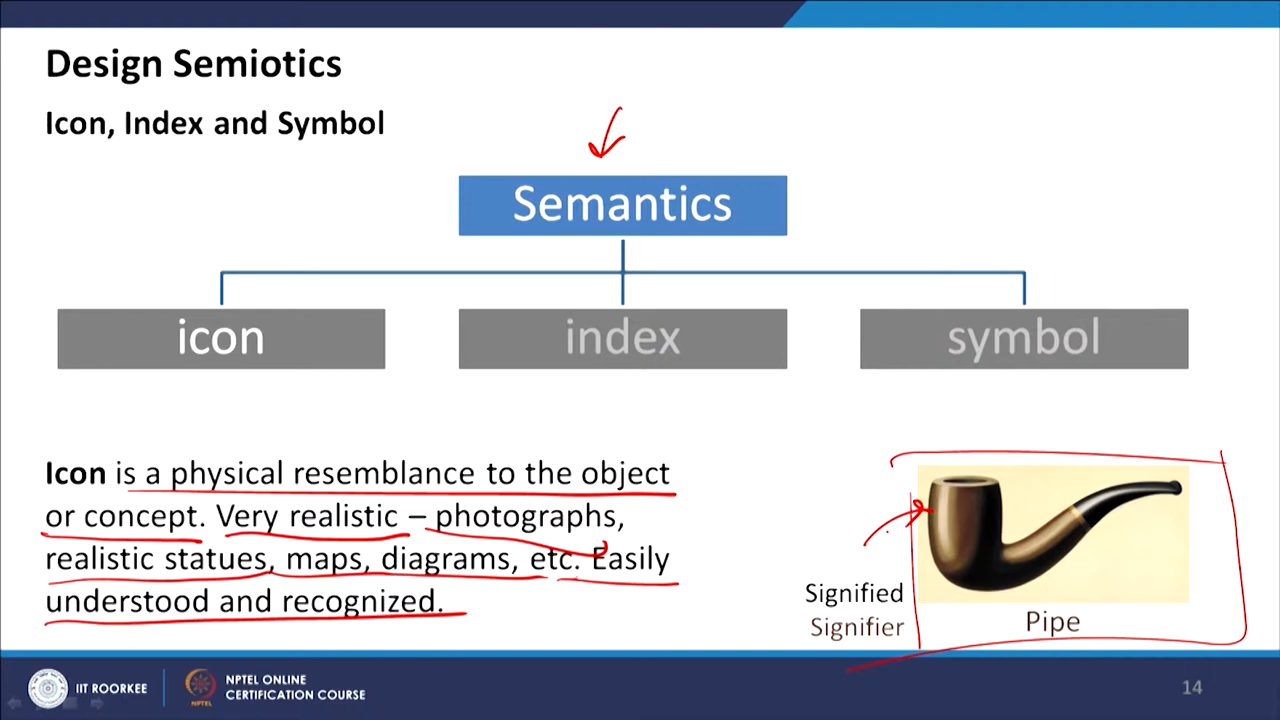 Design Semiotics
Icon, Index and Symbol
Semantics
icon
index
symbol
Icon is a physical resemblance to the object
or concept. Very realistic – photographs,
realistic statues, maps, diagrams, etc. Easily
understood and recognized.
Signified
Signifier
Pipe
IIT ROORKEE
NPTEL
NPTEL ONLINE
CERTIFICATION COURSE
14